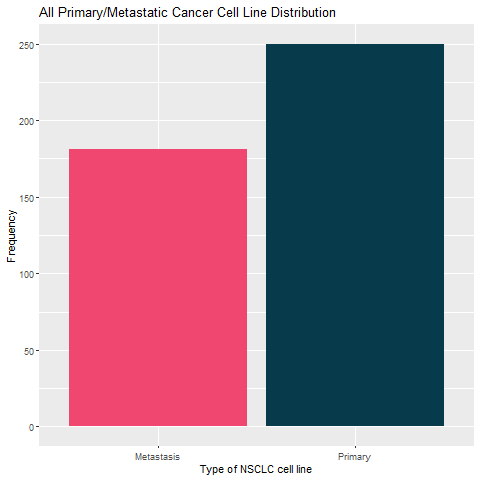 All Primary/Metastatic Cancer Cell Line Distribution
Frequency
250
200
150
100
50
0
Metastasis
Primary
Type of NSCLC cell line